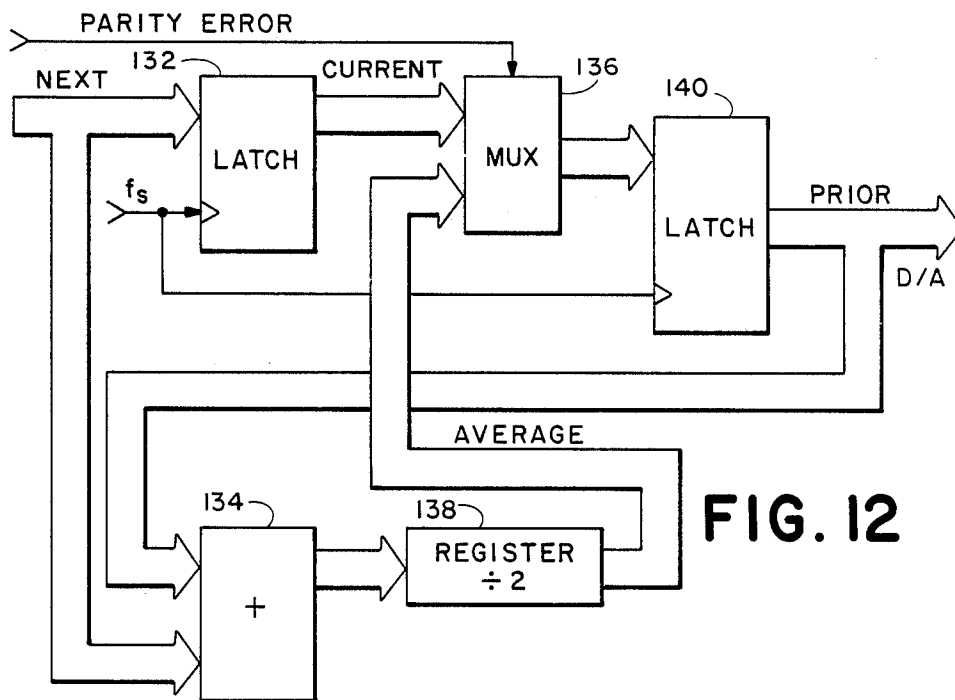 PARITY ERROR
NEXT
132
CURRENT
136
140
LATCH
MUX
fs
LATCH
PRIOR
D/A
AVERAGE
134
138
REGISTER
÷ 2
+
FIG. 12